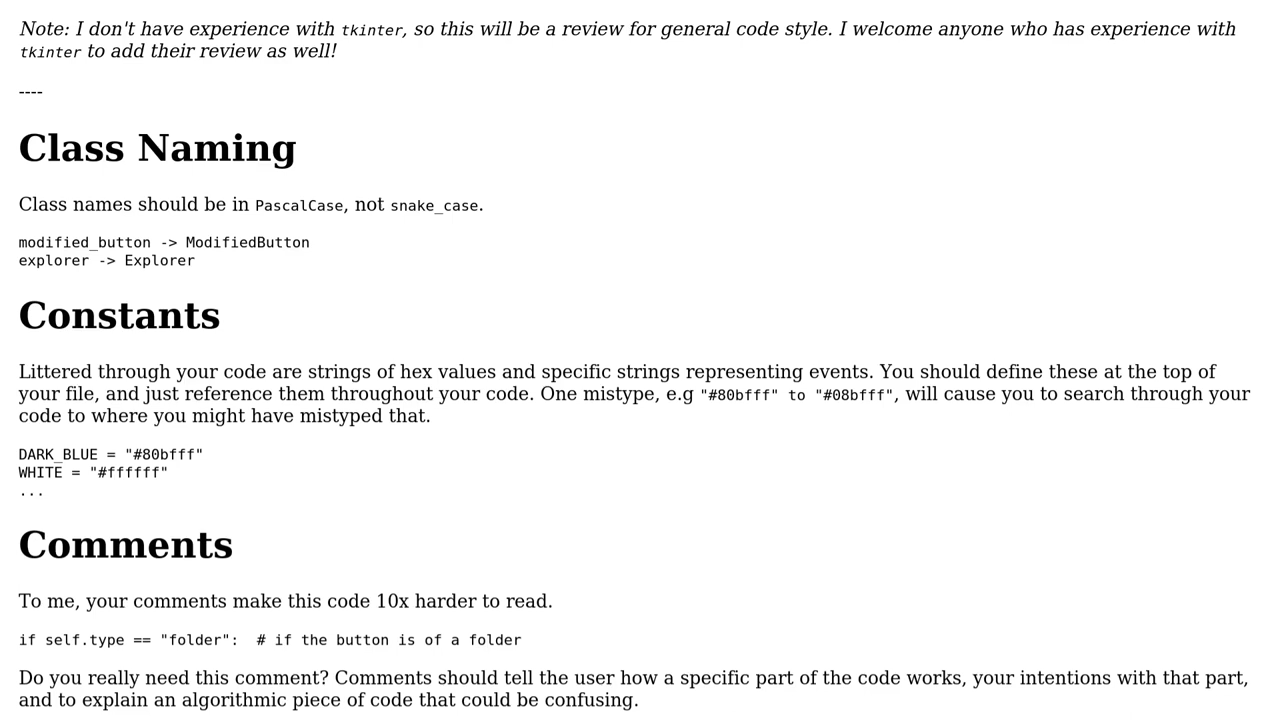 Note: I don't have experience with tkinter, so this will be a review for general code style. I welcome anyone who has experience with
tkinter to add their review as well!
----
Class Naming
Class names should be in PascalCase, not snake_case.
modified_button -> ModifiedButton
explorer -> Explorer
Constants
Littered through your code are strings of hex values and specific strings representing events. You should define these at the top of
your file, and just reference them throughout your code. One mistype, e.g "#80bfff" to "#08bfff", will cause you to search through your
code to where you might have mistyped that.
DARK_BLUE = "#80bfff"
WHITE = "#ffffff"
...
Comments
To me, your comments make this code 10x harder to read.
if self.type == "folder":  # if the button is of a folder
Do you really need this comment? Comments should tell the user how a specific part of the code works, your intentions with that part,
and to explain an algorithmic piece of code that could be confusing.